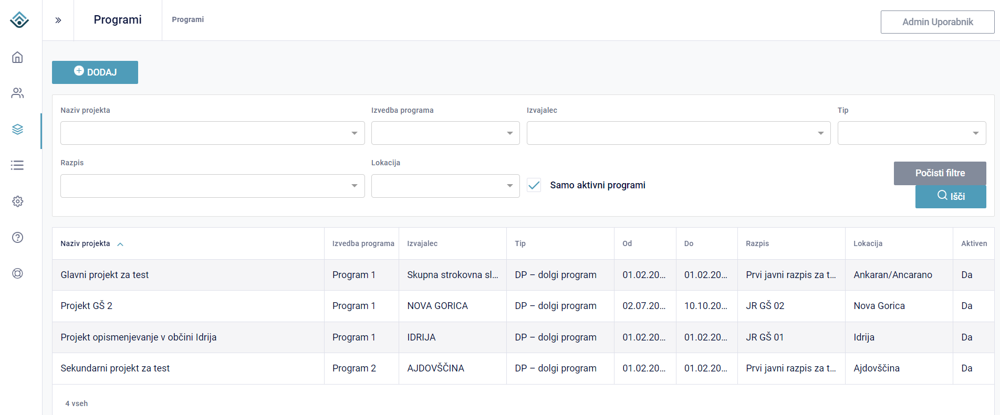 Programi
Programi
Admin Uporabnik
DODAJ
Naziv projekta
Izvedba programa
Izvajalec
Tip
Razpis
Lokacija
Samo aktivni programi
Počisti filtre
Išči
Naziv projekta Izvedba programa Izvajalec Tip Od Do Razpis Lokacija Aktiven
Glavni projekt za test Program 1 Skupna strokovna sl... DP – dolgi program 01.02.20... 01.02.20... Prvi javni razpis za t... Ankaran/Ancarano Da
Projekt GŠ 2 Program 1 NOVA GORICA DP – dolgi program 02.07.20... 10.10.20... JR GŠ 02 Nova Gorica Da
Projekt opismenjevanje v občini Idrija Program 1 IDRIJA DP – dolgi program 01.02.20... 01.02.20... JR GŠ 01 Idrija Da
Sekundarni projekt za test Program 2 AJDOVŠČINA DP – dolgi program 01.02.20... 01.02.20... Prvi javni razpis za t... Ajdovščina Da
4 vseh